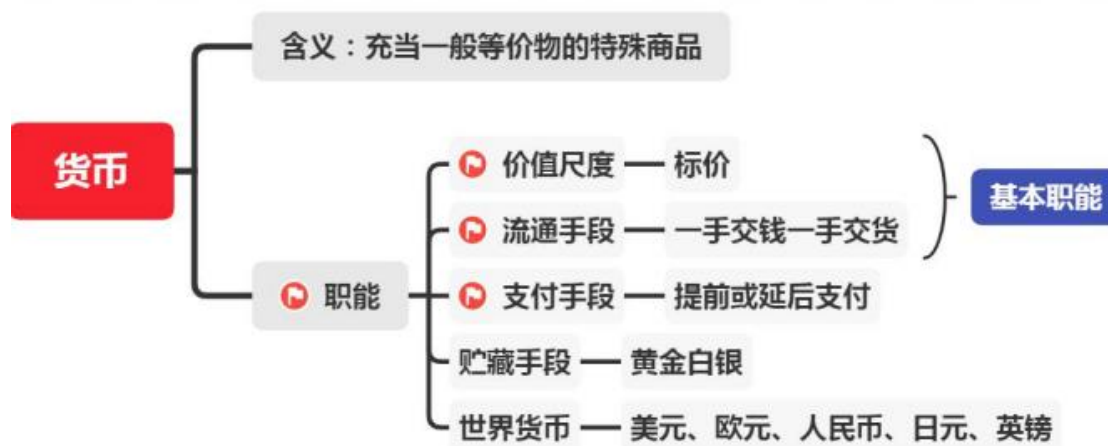 货币
含义：充当一般等价物的特殊商品
职能
价值尺度 标价
流通手段 一手交钱一手交货
基本职能
支付手段 提前或延后支付
贮藏手段 黄金白银
世界货币 美元、欧元、人民币、日元、英镑